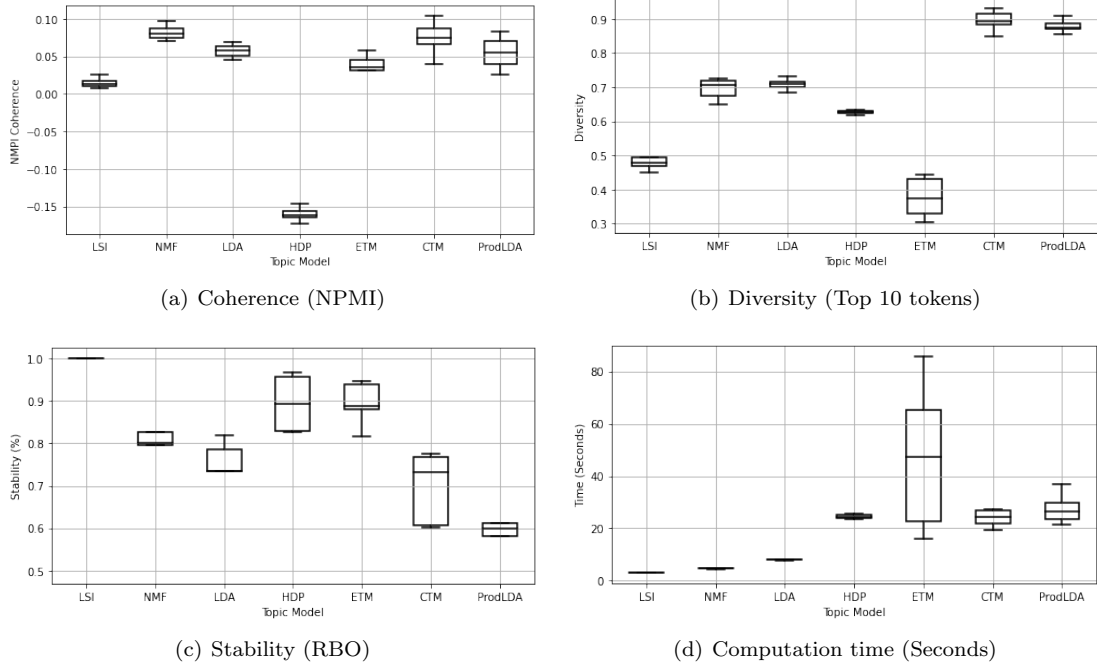 0.10
0.05
0.00
−0.05
−0.10
−0.15
NMPI Coherence
LSI NMF LDA HDP ETM CTM ProdLDA
Topic Model
(a) Coherence (NPMI)
0.9
0.8
0.7
0.6
0.5
0.4
0.3
Diversity
LSI NMF LDA HDP ETM CTM ProdLDA
Topic Model
(b) Diversity (Top 10 tokens)
1.0
0.9
0.8
0.7
0.6
0.5
Stability (%)
LSI NMF LDA HDP ETM CTM ProdLDA
Topic Model
(c) Stability (RBO)
80
60
40
20
0
Time (Seconds)
LSI NMF LDA HDP ETM CTM ProdLDA
Topic Model
(d) Computation time (Seconds)